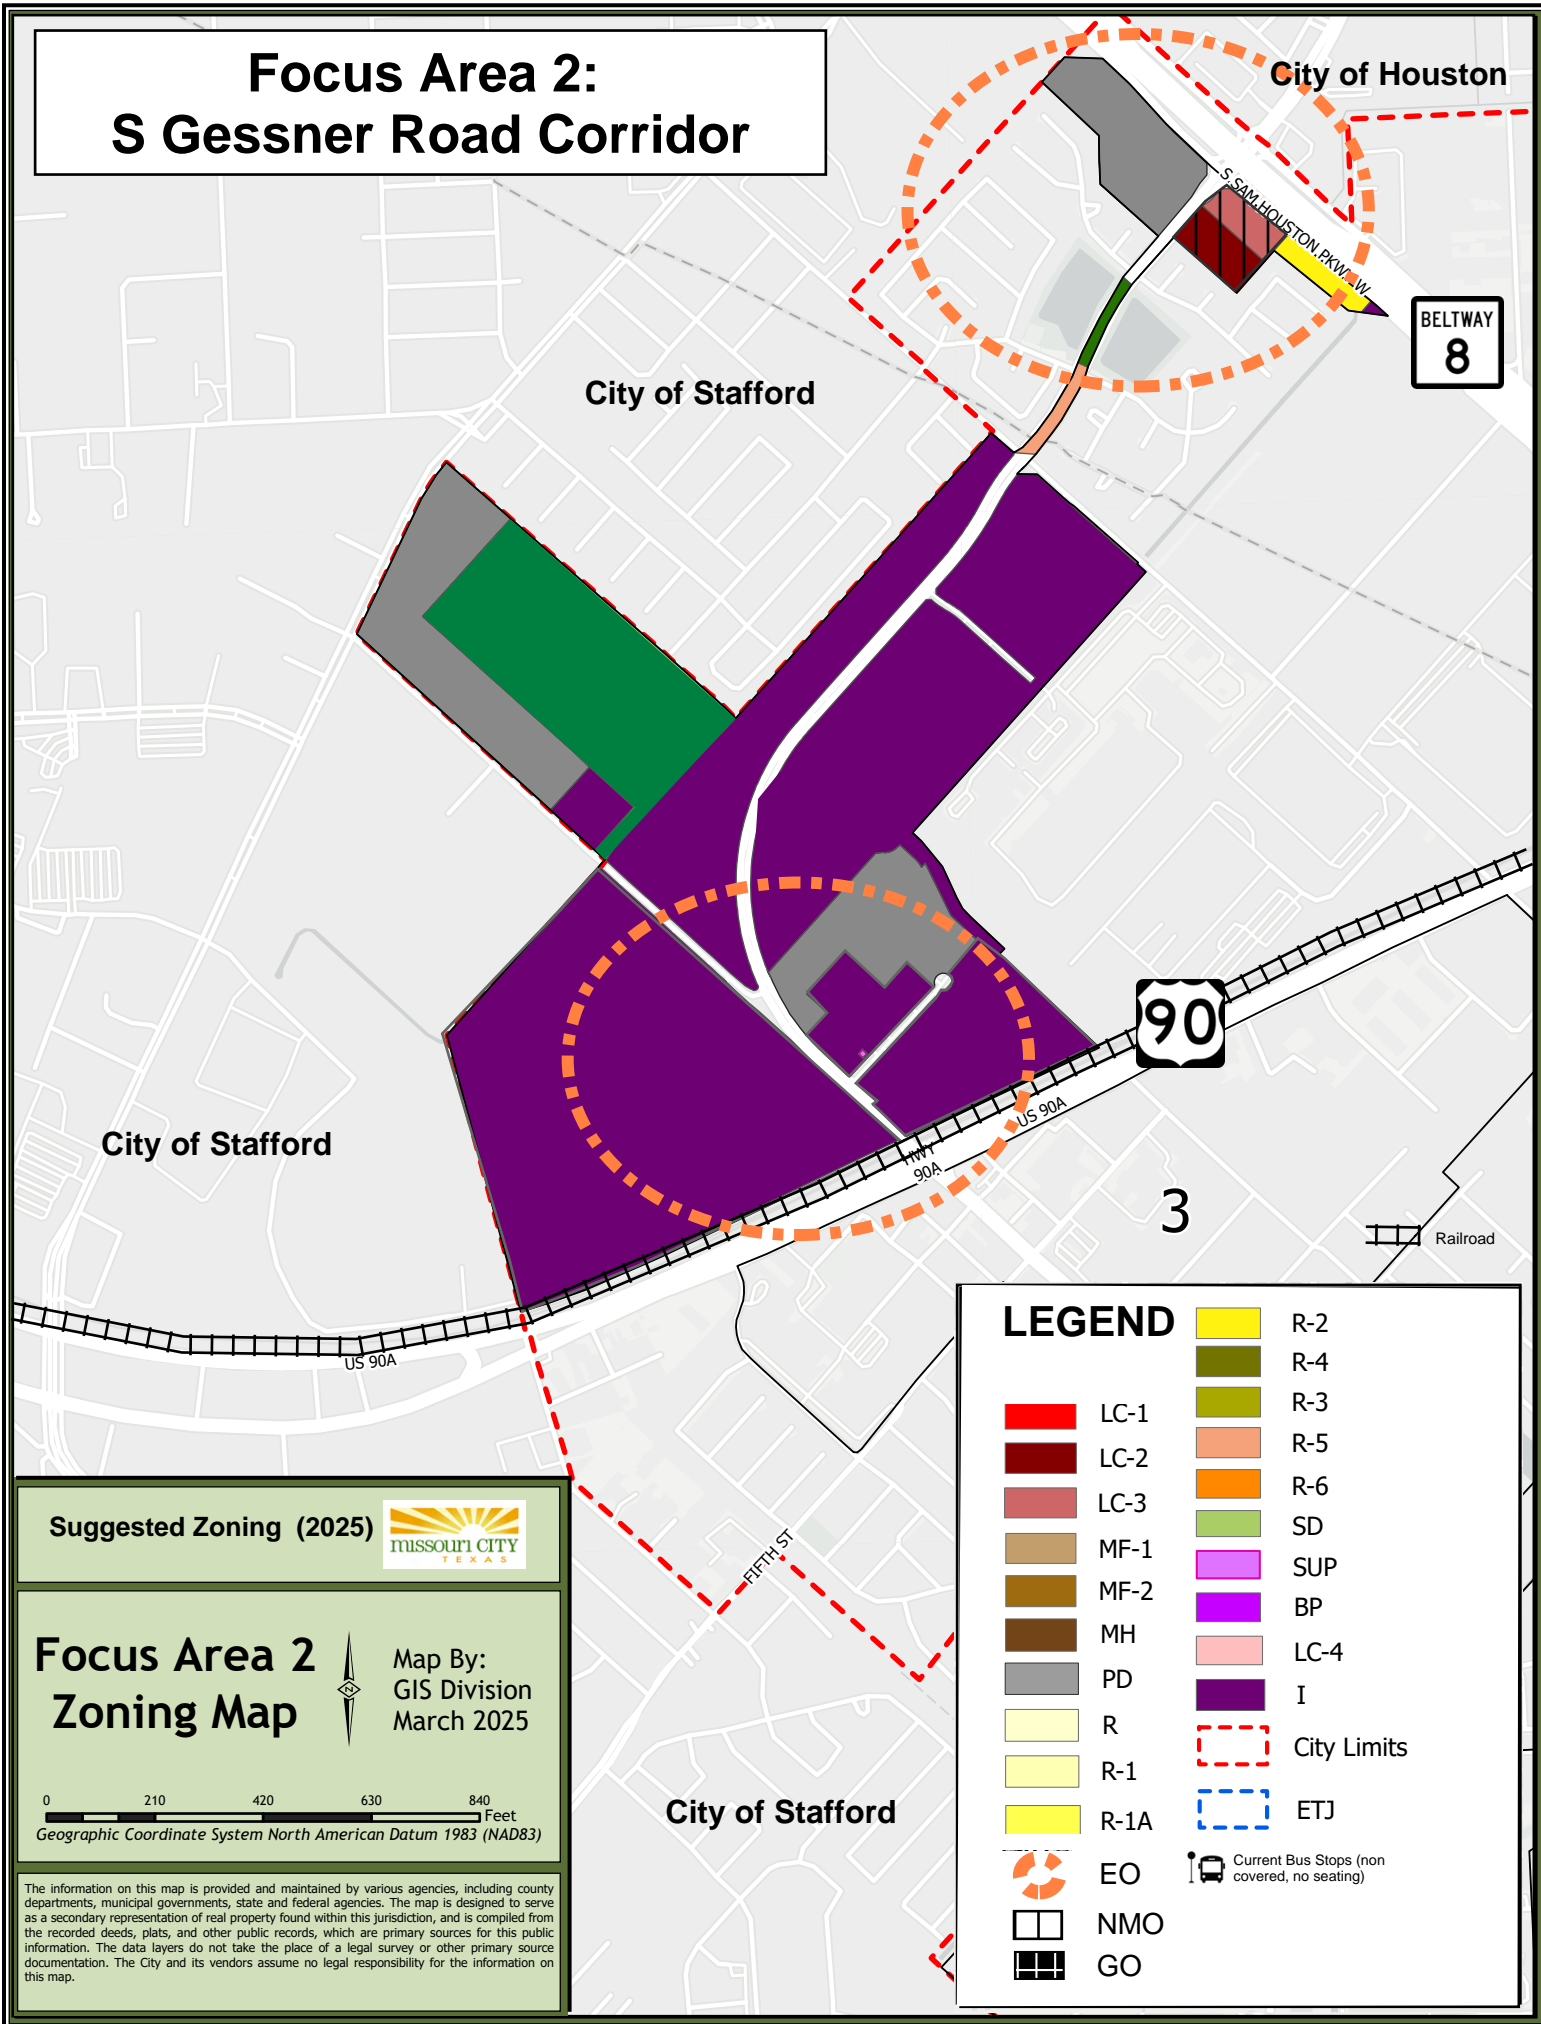 Focus Area 2:
S Gessner Road Corridor
City of Houston
S SAM HOUSTON PKWY W
BELTWAY
8
City of Stafford
90
City of Stafford
US 90A
HWY
90A
3
Railroad
US 90A
FIFTH ST
City of Stafford
LEGEND
LC-1
LC-2
LC-3
MF-1
MF-2
MH
PD
R
R-1
R-1A
EO
NMO
GO
R-2
R-4
R-3
R-5
R-6
SD
SUP
BP
LC-4
I
City Limits
ETJ
Current Bus Stops (non
covered, no seating)
Suggested Zoning (2025)
missouri CITY
TEXAS
Focus Area 2
Zoning Map
N
Map By:
GIS Division
March 2025
0 210 420 630 840
Feet
Geographic Coordinate System North American Datum 1983 (NAD83)
The information on this map is provided and maintained by various agencies, including county
departments, municipal governments, state and federal agencies. The map is designed to serve
as a secondary representation of real property found within this jurisdiction, and is compiled from
the recorded deeds, plats, and other public records, which are primary sources for this public
information. The data layers do not take the place of a legal survey or other primary source
documentation. The City and its vendors assume no legal responsibility for the information on
this map.